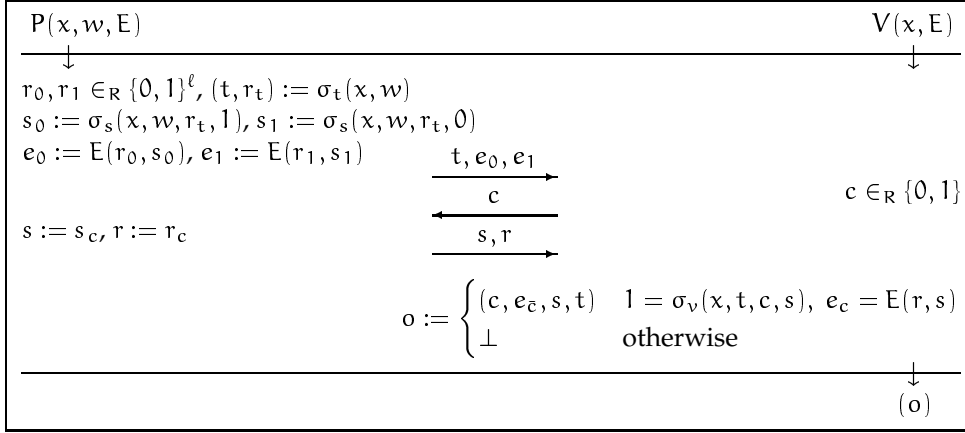 P(x, w, E) V(x, E)
r₀, r₁ ∈_R {0, 1}^ℓ, (t, r_t) := σ_t(x, w)
s₀ := σ_s(x, w, r_t, 1), s₁ := σ_s(x, w, r_t, 0)
e₀ := E(r₀, s₀), e₁ := E(r₁, s₁)
t, e₀, e₁
c
c ∈_R {0, 1}
s := s_c, r := r_c
s, r
o := { (c, e_c̄, s, t) 1 = σ_v(x, t, c, s), e_c = E(r, s)
⊥ otherwise
(o)